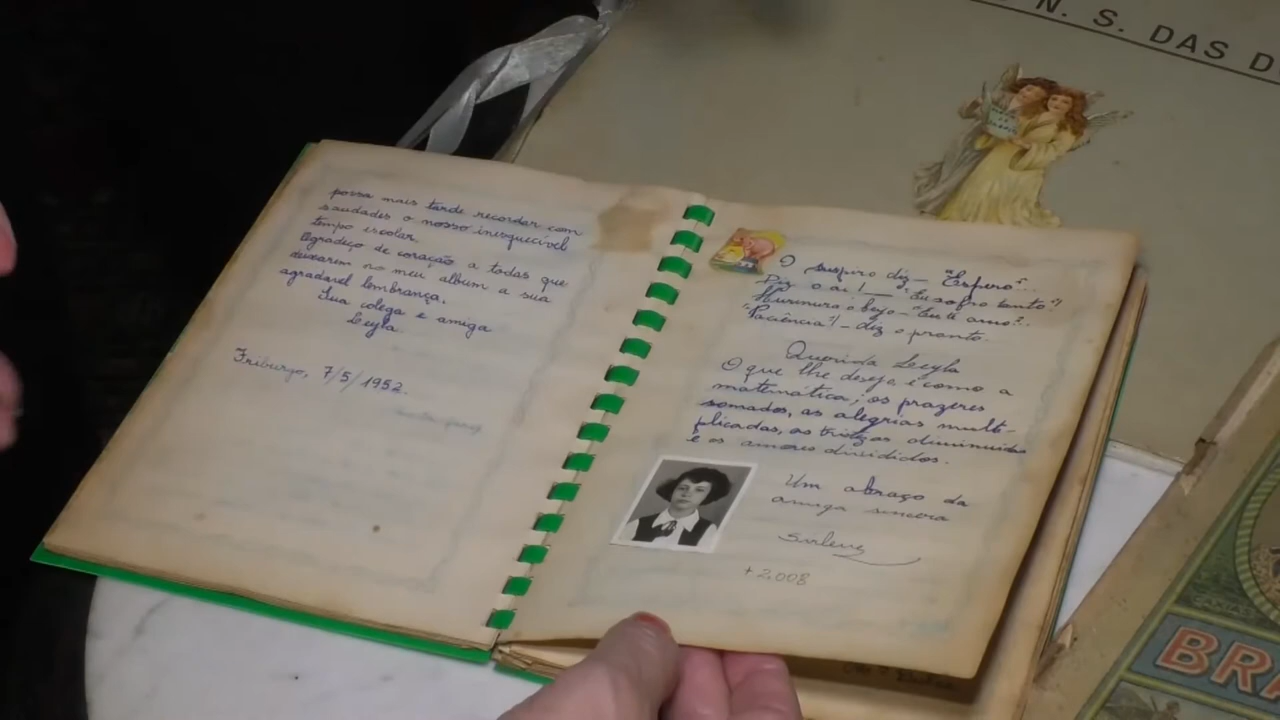 N. S. DAS D
possa mais tarde recordar com
saudades o nosso inesquecível
tempo escolar.
Agradeço de coração a todas que
deixarem no meu álbum a sua
agradavel lembrança.
Sua colega e amiga
Leyla
Friburgo, 7/5/1952.
O suspiro diz — "Espero"...
Diz o ai! — "Eu sofro tanto"!
Murmura o beijo — "Eu te amo"!..
"Paciência"! — diz o pranto.
Querida Leyla
O que lhe desejo é como a
matemática; os prazeres
somados, as alegrias multi-
plicadas, as tristezas diminuidas
e os amores divididos.
Um abraço da
amiga sincera
Sirlene
+ 2.008
BRA